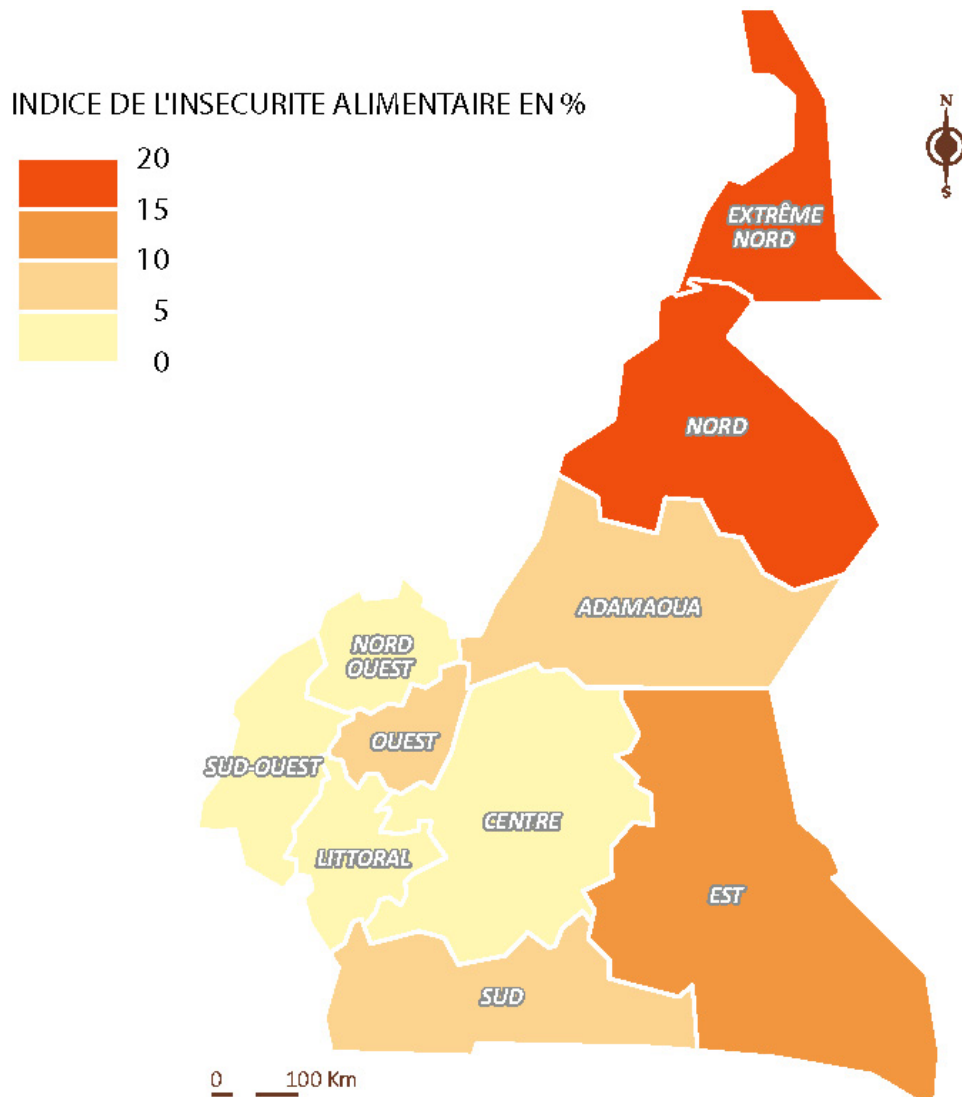 INDICE DE L'INSECURITE ALIMENTAIRE EN %
20
15
10
5
0
N
S
EXTRÊME
NORD
NORD
ADAMAOUA
NORD
OUEST
OUEST
SUD-OUEST
CENTRE
LITTORAL
EST
SUD
0 100 Km